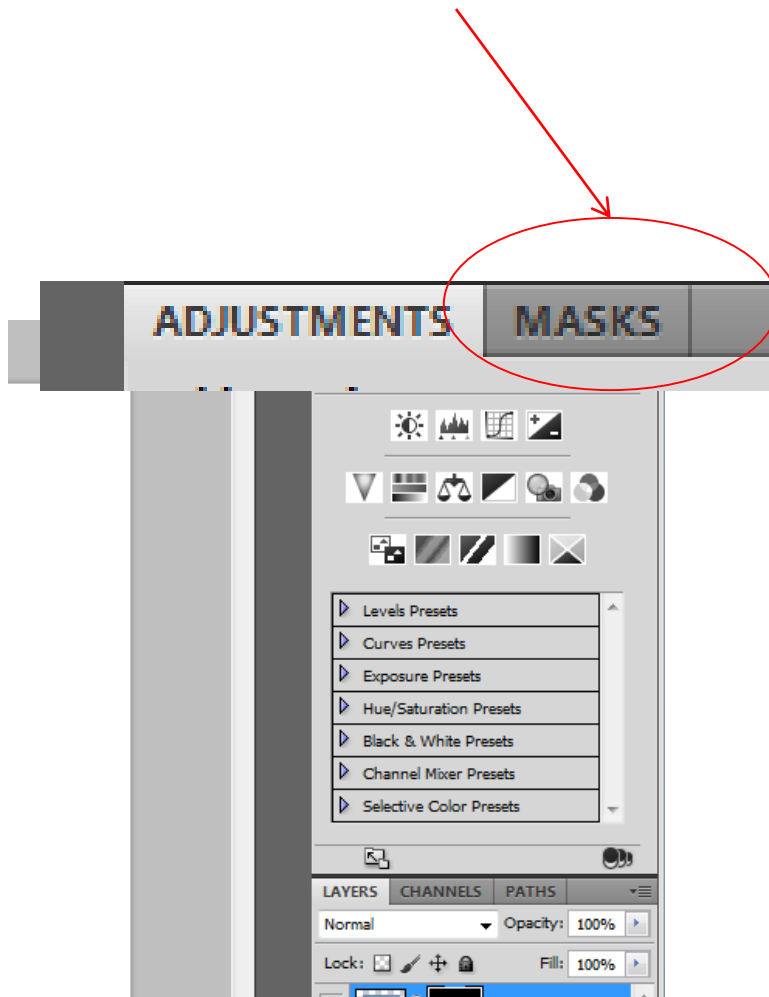 ADJUSTMENTS MASKS
Levels Presets
Curves Presets
Exposure Presets
Hue/Saturation Presets
Black & White Presets
Channel Mixer Presets
Selective Color Presets
LAYERS CHANNELS PATHS
Normal Opacity: 100%
Lock: Fill: 100%